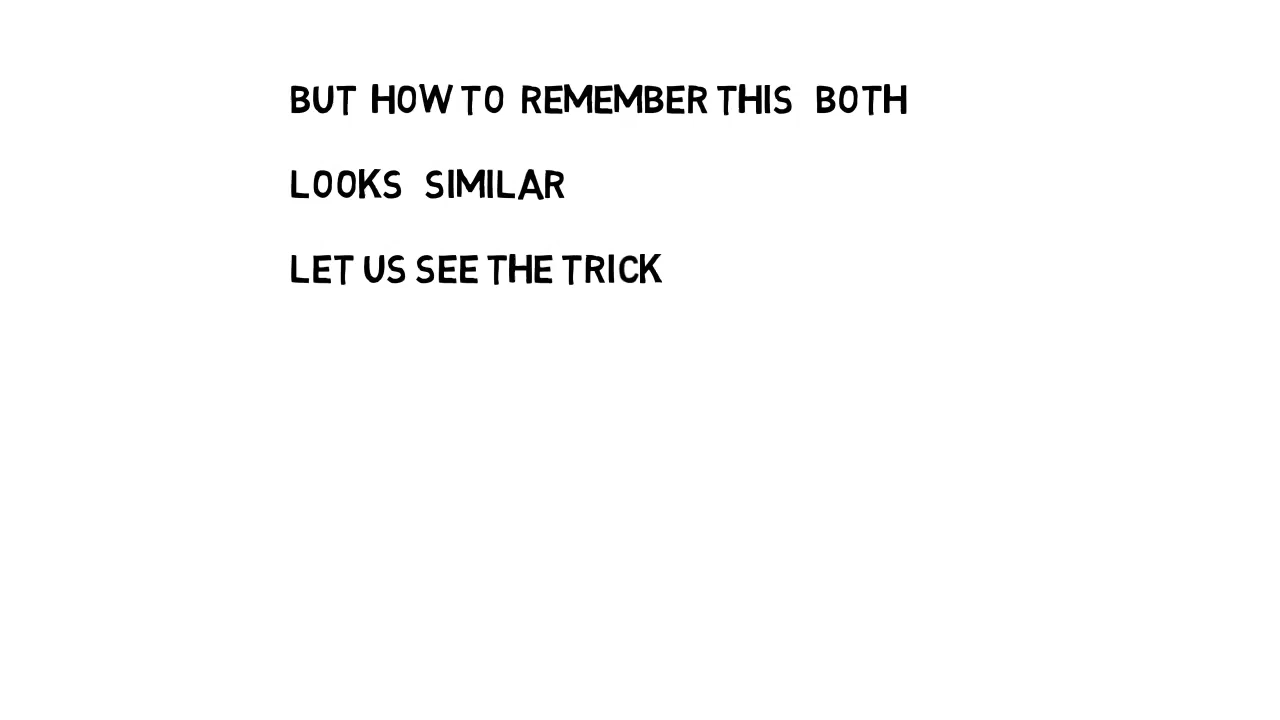 BUT HOW TO REMEMBER THIS BOTH
LOOKS SIMILAR
LET US SEE THE TRICK